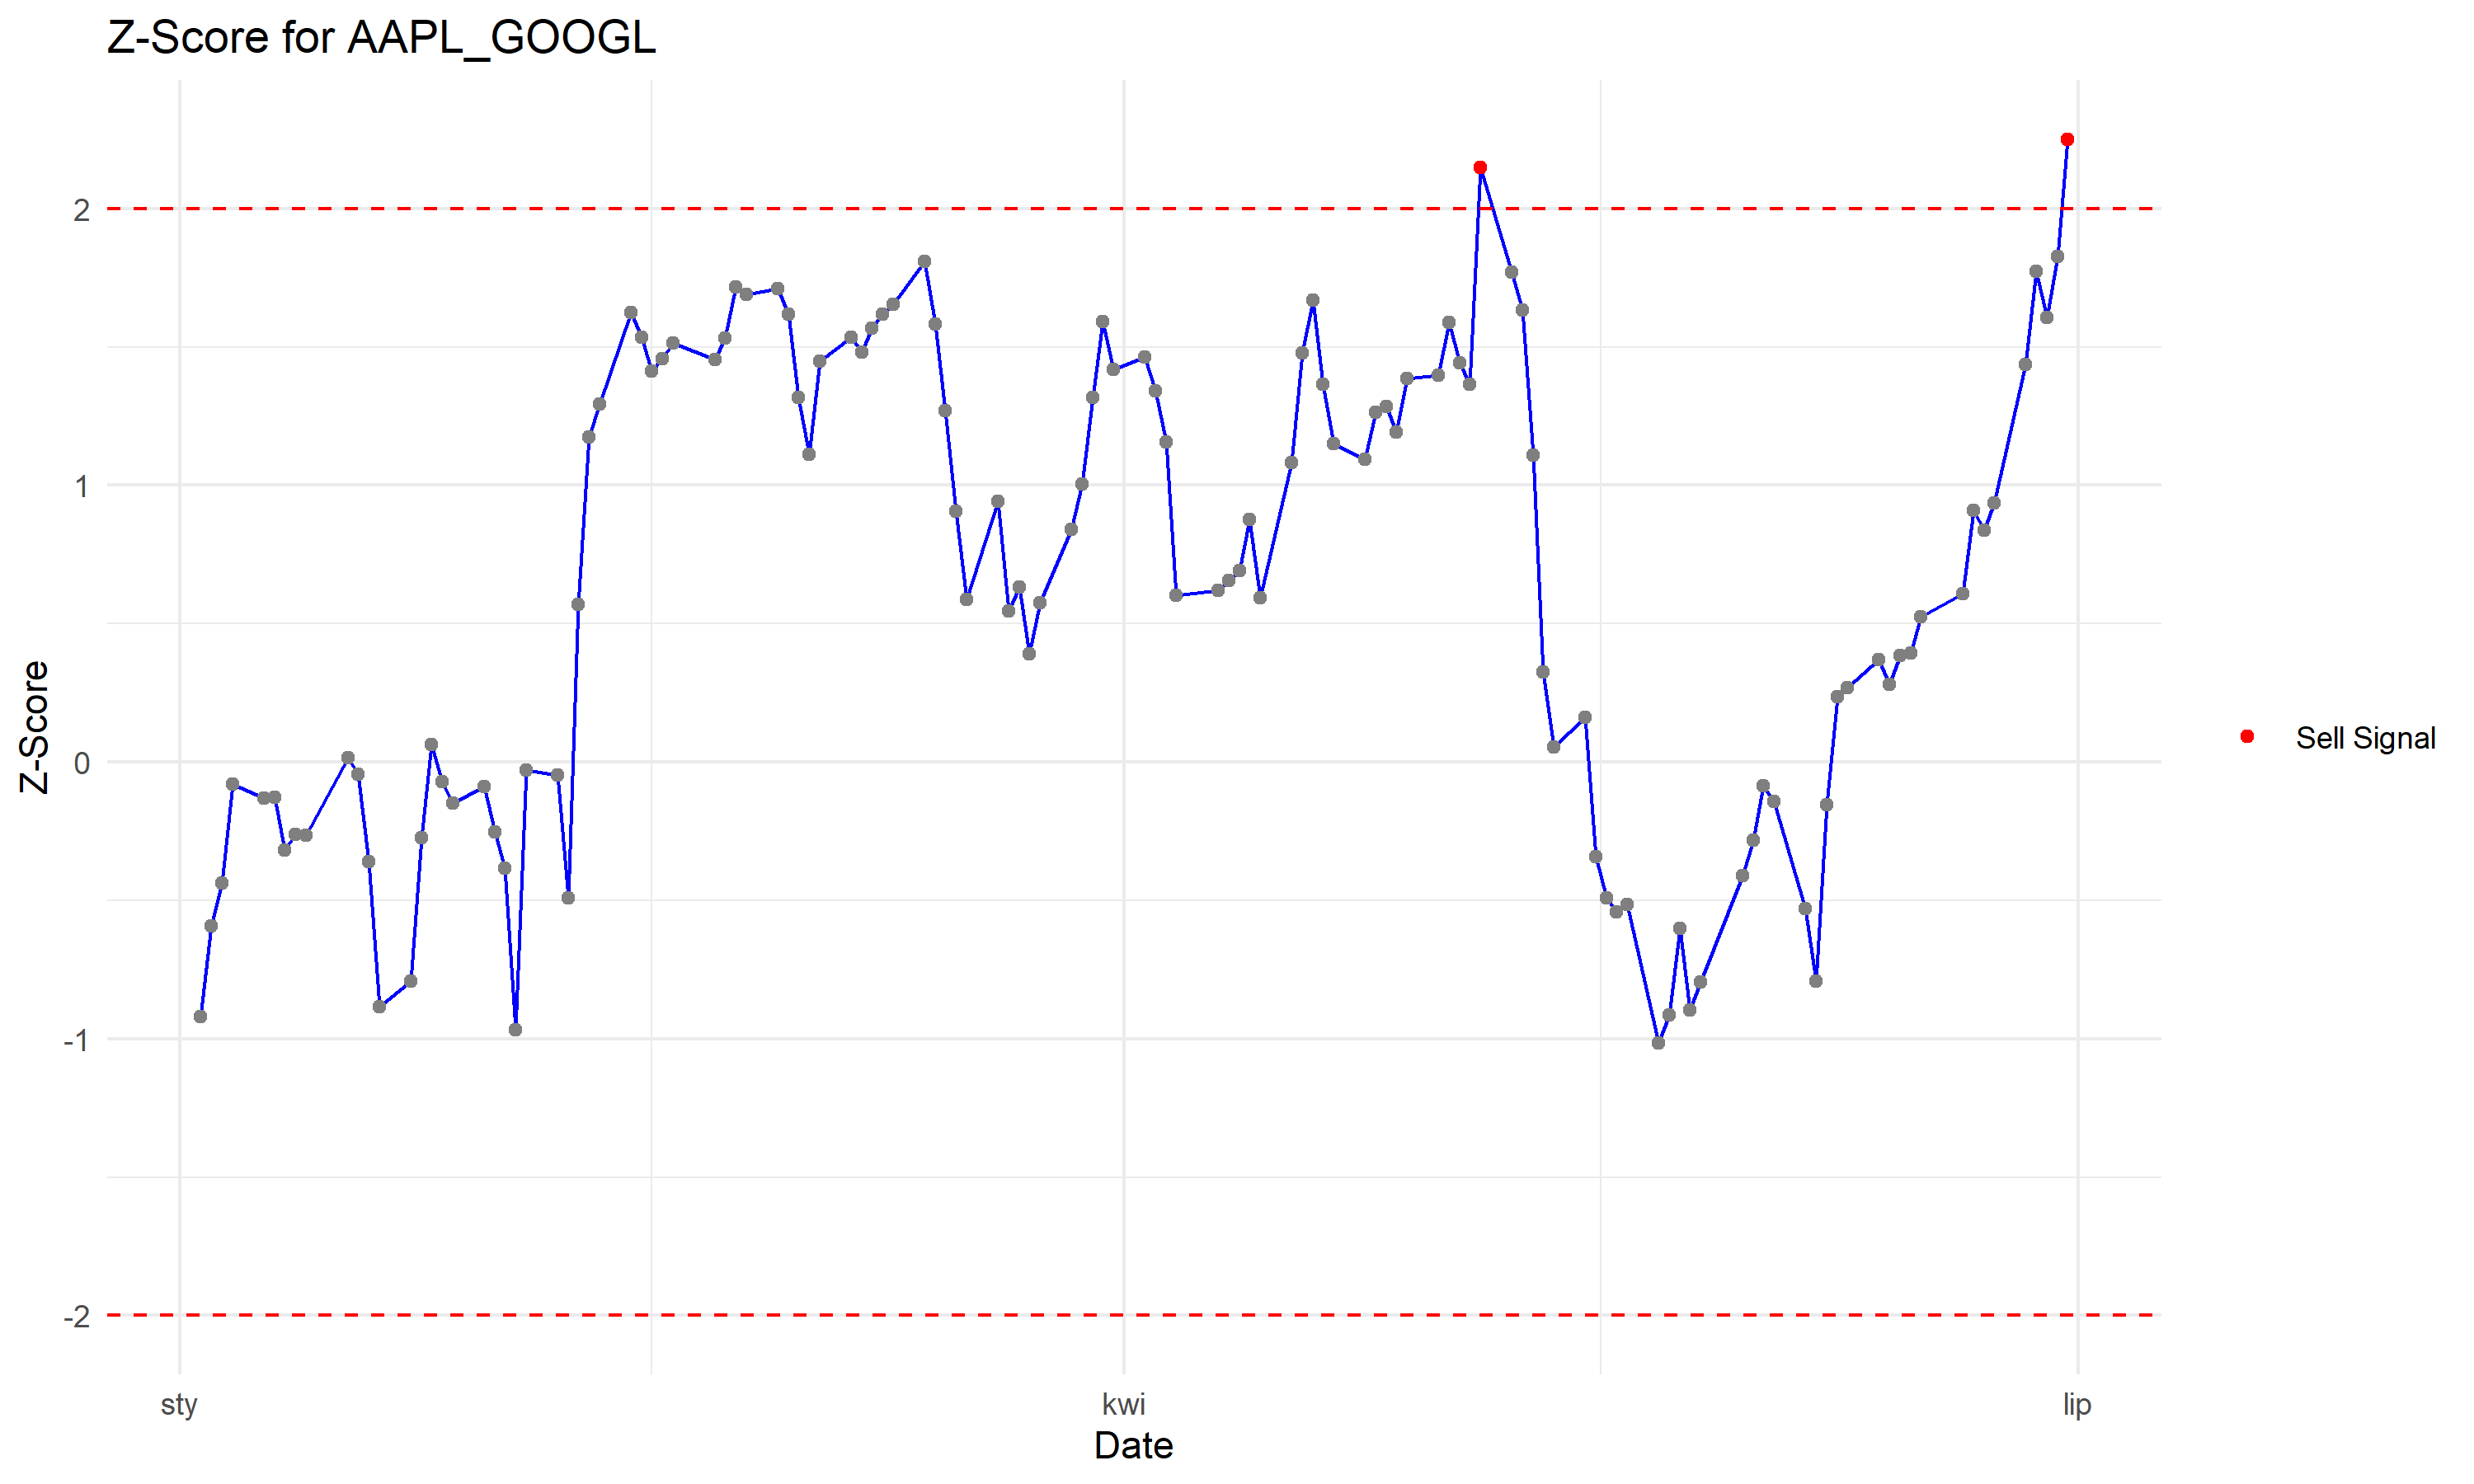 Z-Score for AAPL_GOOGL
Z-Score
2
1
0
-1
-2
sty
kwi
lip
Date
Sell Signal